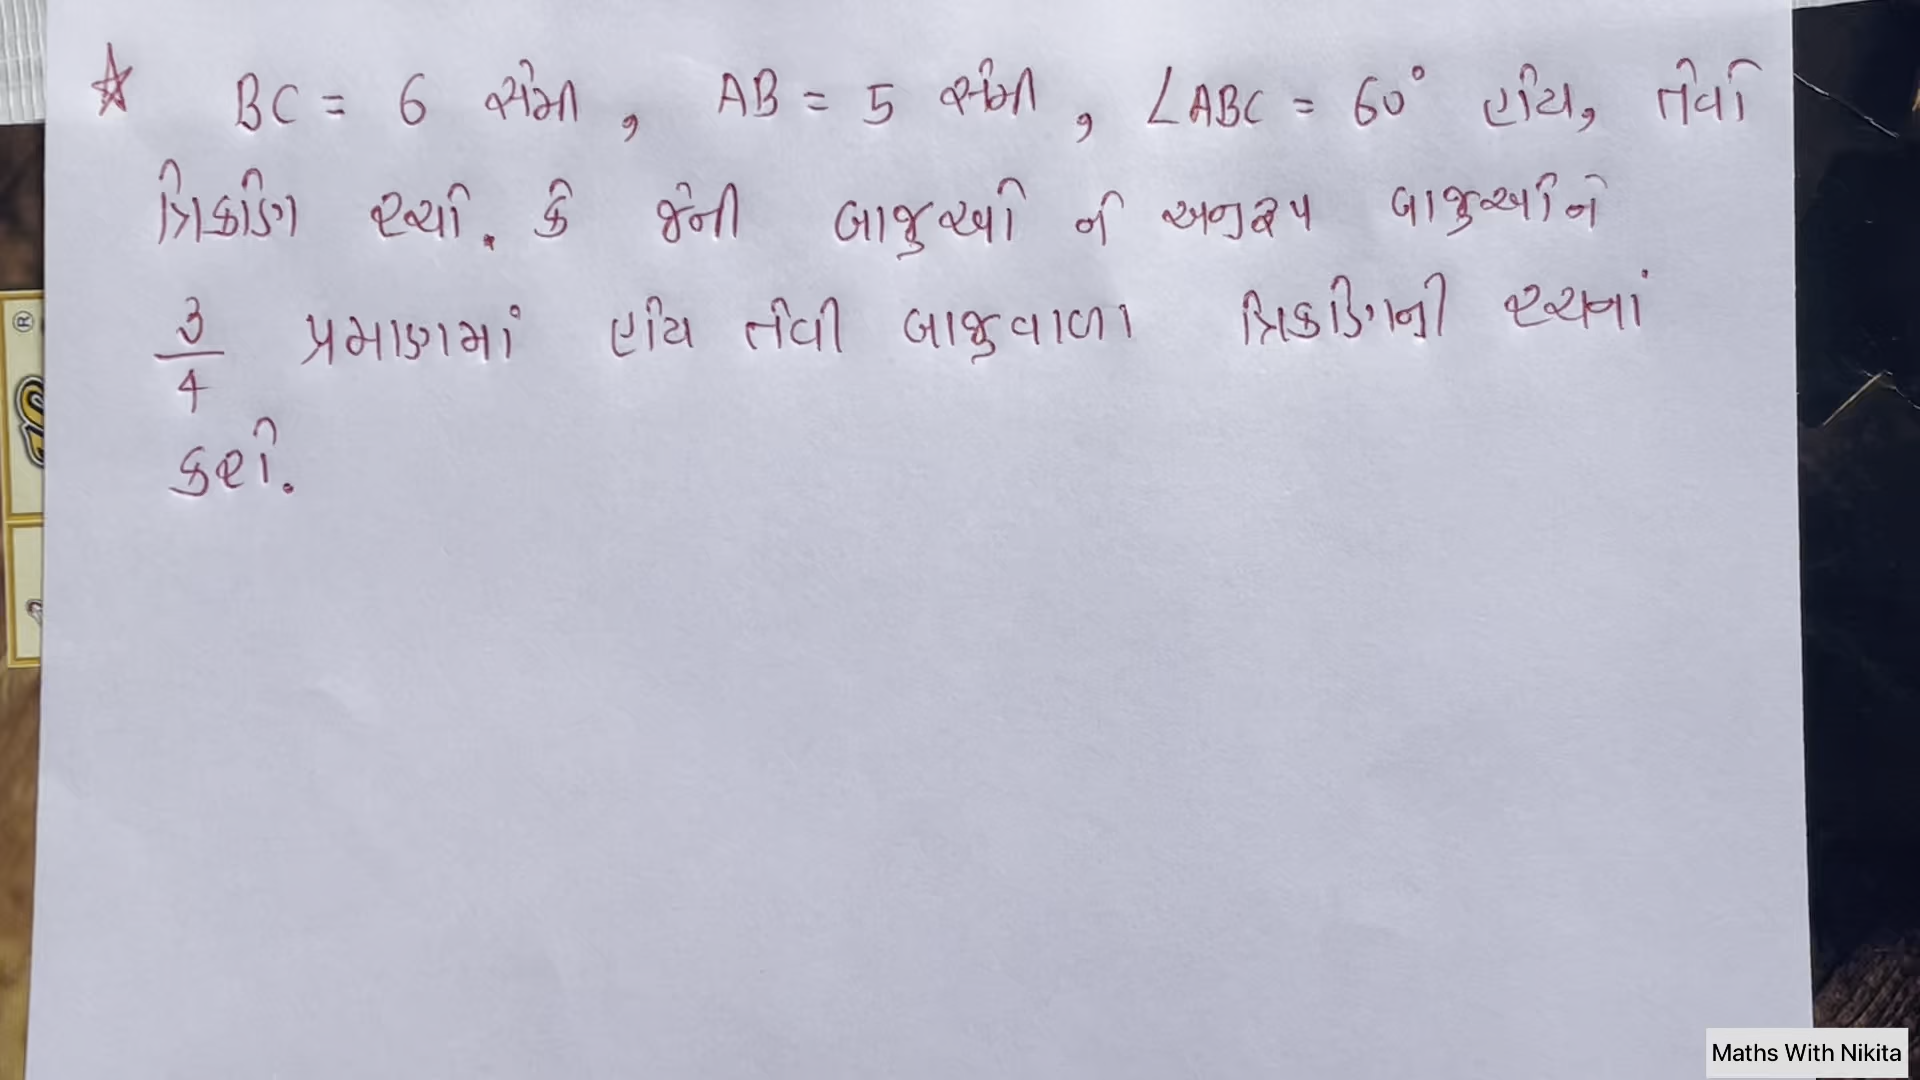 ☆ BC = 6 સેમી , AB = 5 સેમી , ∠ABC = 60° હોય, તેવો
ત્રિકોણ રચો. કે જેની બાજુઓ ને અનુરૂપ બાજુઓને
3/4 પ્રમાણમાં હોય તેવી બાજુવાળા ત્રિકોણની રચનાં
કરો.
Maths With Nikita